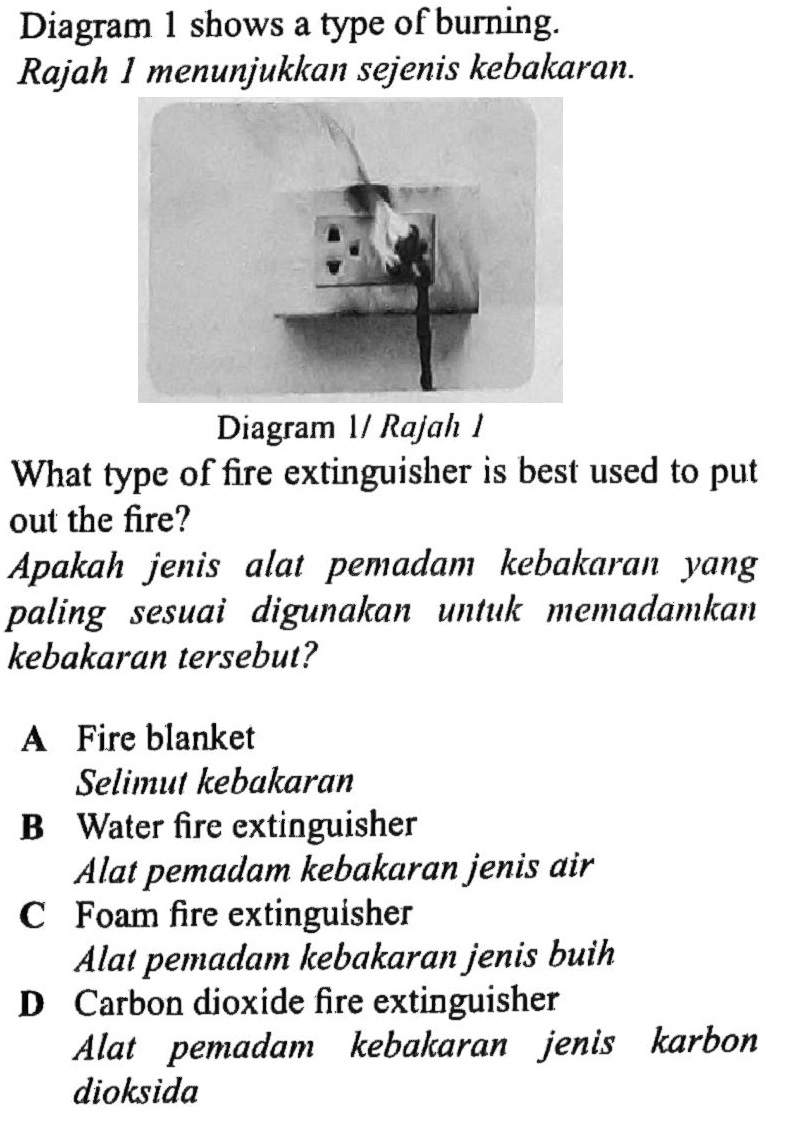 Diagram 1 shows a type of burning.
Rajah 1 menunjukkan sejenis kebakaran.
Diagram 1/ Rajah 1
What type of fire extinguisher is best used to put
out the fire?
Apakah jenis alat pemadam kebakaran yang
paling sesuai digunakan untuk memadamkan
kebakaran tersebut?
A Fire blanket
Selimut kebakaran
B Water fire extinguisher
Alat pemadam kebakaran jenis air
C Foam fire extinguisher
Alat pemadam kebakaran jenis buih
D Carbon dioxide fire extinguisher
Alat pemadam kebakaran jenis karbon
dioksida